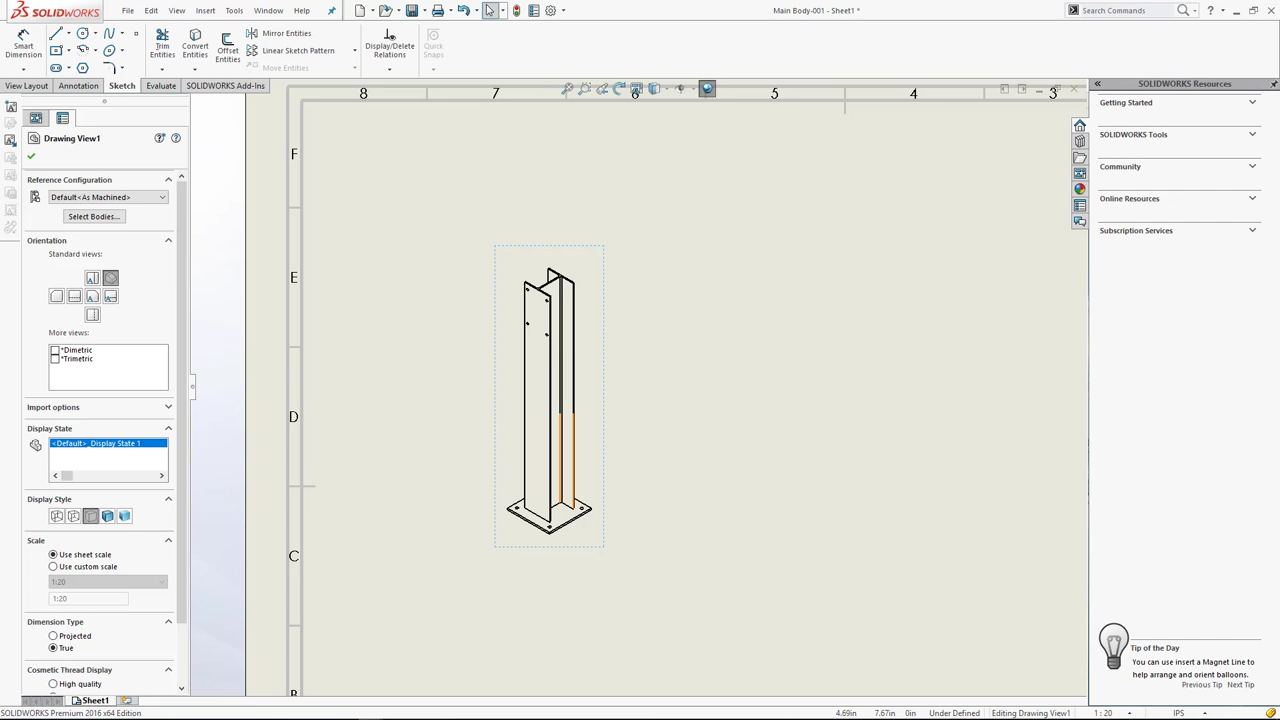 SOLIDWORKS
File Edit View Insert Tools Window Help
Main Body-001 - Sheet1 *
Search Commands
Smart Dimension
Trim Entities
Convert Entities
Offset Entities
Mirror Entities
Linear Sketch Pattern
Move Entities
Display/Delete Relations
Quick Snaps
View Layout Annotation Sketch Evaluate SOLIDWORKS Add-Ins
8 7 6 5 4 3
F
E
D
C
B
Drawing View1
Reference Configuration
Default<As Machined>
Select Bodies...
Orientation
Standard views:
More views:
*Dimetric
*Trimetric
Import options
Display State
<Default>_Display State 1
Display Style
Scale
Use sheet scale
Use custom scale
1:20
1:20
Dimension Type
Projected
True
Cosmetic Thread Display
High quality
Sheet1
SOLIDWORKS Resources
Getting Started
SOLIDWORKS Tools
Community
Online Resources
Subscription Services
Tip of the Day
You can use insert a Magnet Line to
help arrange and orient balloons.
Previous Tip Next Tip
SOLIDWORKS Premium 2016 x64 Edition
4.69in 7.67in 0in Under Defined Editing Drawing View1 1 : 20 IPS